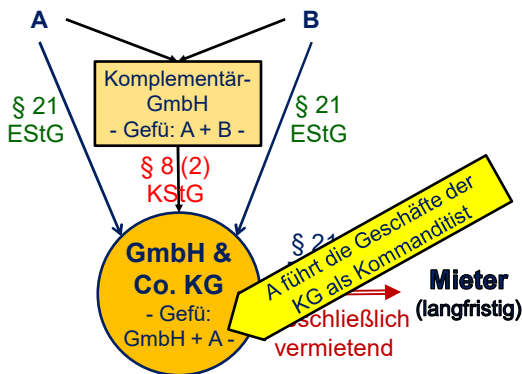 A
B
Komplementär-
GmbH
- Gefü: A + B -
§ 21
EStG
§ 21
EStG
§ 8 (2)
KStG
GmbH &
Co. KG
- Gefü:
GmbH + A -
§ 21
A führt die Geschäfte der
KG als Kommanditist
Mieter
(langfristig)
schließlich
vermietend